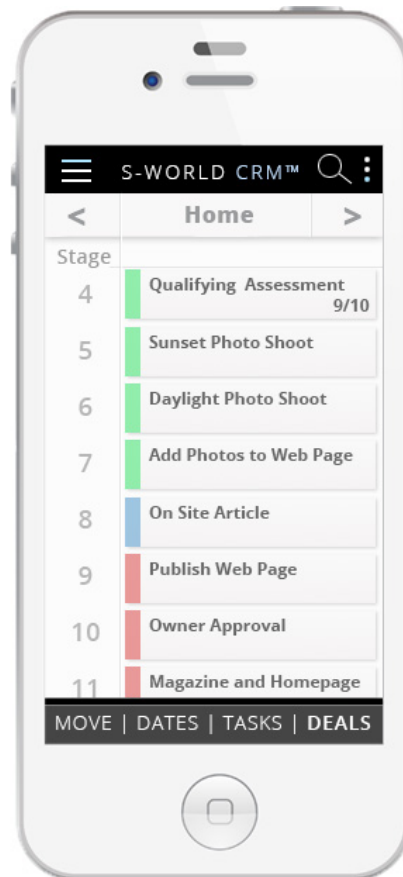 S-WORLD CRM™
< Home >
Stage
4 Qualifying Assessment
9/10
5 Sunset Photo Shoot
6 Daylight Photo Shoot
7 Add Photos to Web Page
8 On Site Article
9 Publish Web Page
10 Owner Approval
11 Magazine and Homepage
MOVE | DATES | TASKS | DEALS